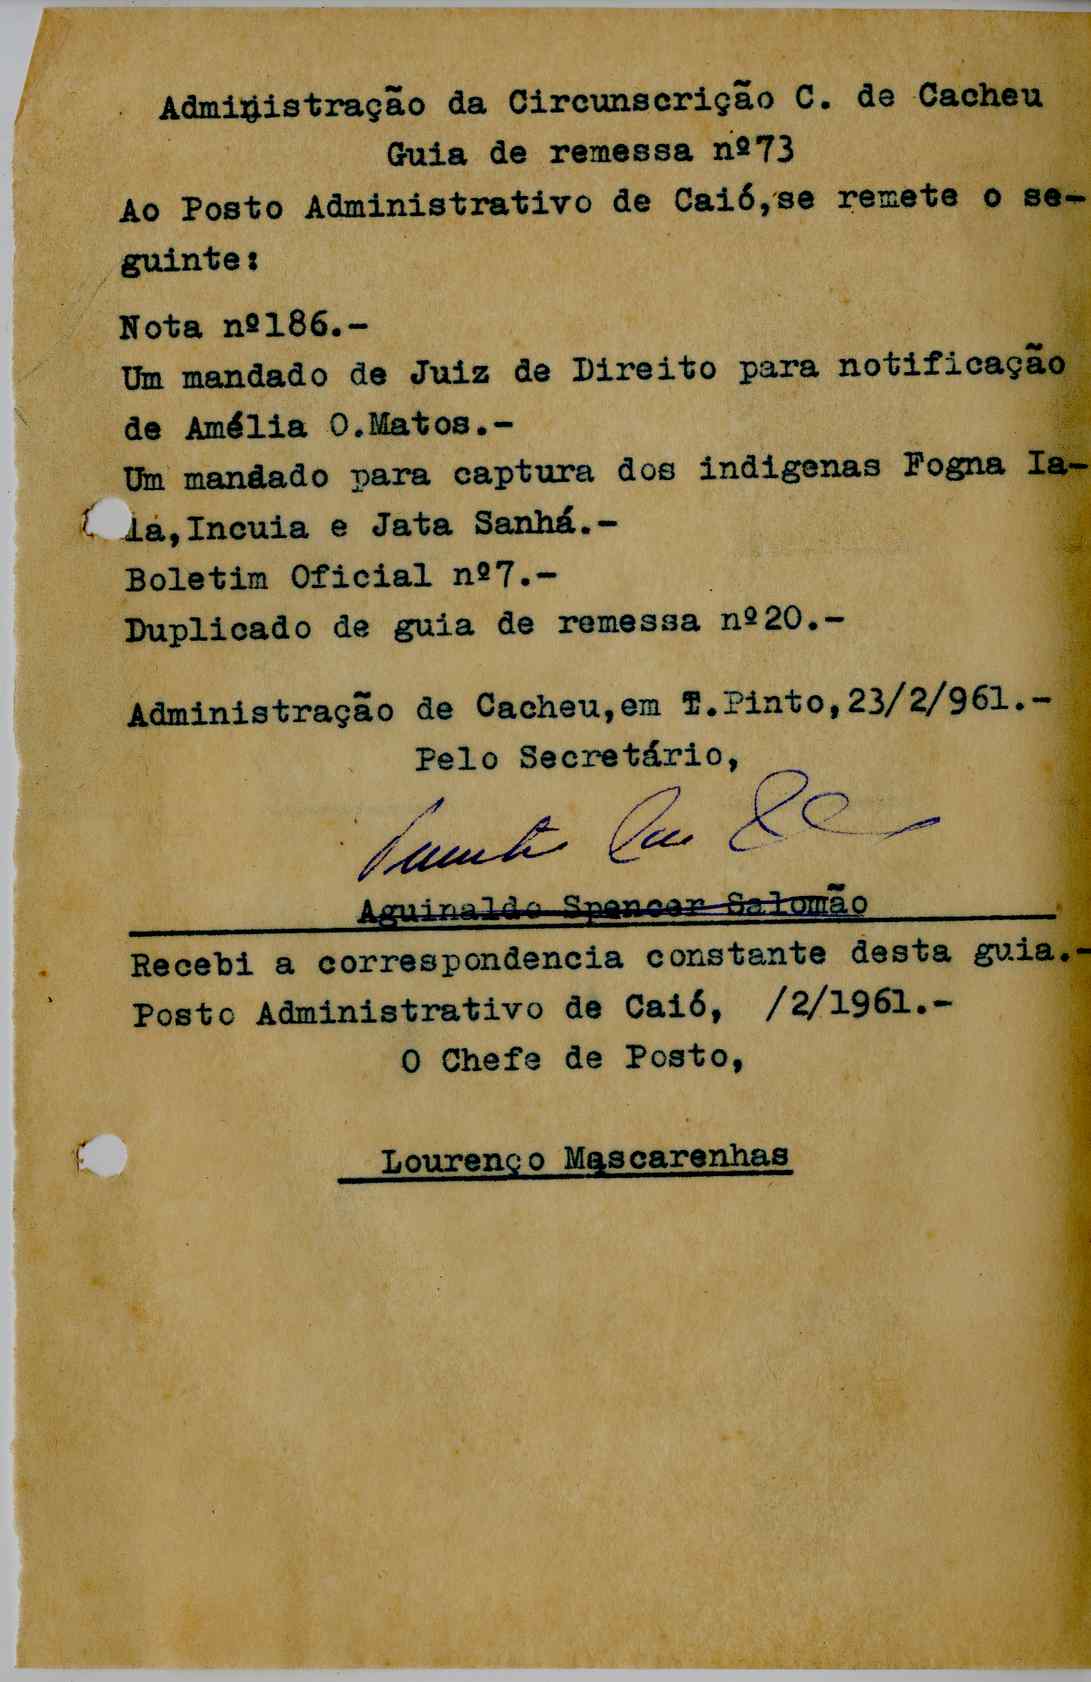 Administração da Circunscrição C. de Cacheu
Guia de remessa nº73
Ao Posto Administrativo de Caió,se remete o se-
guinte:
Nota nº186.-
Um mandado de Juiz de Direito para notificação
de Amélia O.Matos.-
Um mandado para captura dos indigenas Fogna Ia-
la,Incuia e Jata Sanhá.-
Boletim Oficial nº7.-
Duplicado de guia de remessa nº20.-
Administração de Cacheu,em T.Pinto,23/2/961.-
Pelo Secretário,
Aguinaldo Spencer Salomão
Recebi a correspondencia constante desta guia.-
Posto Administrativo de Caió, /2/1961.-
O Chefe de Posto,
Lourenço Mascarenhas